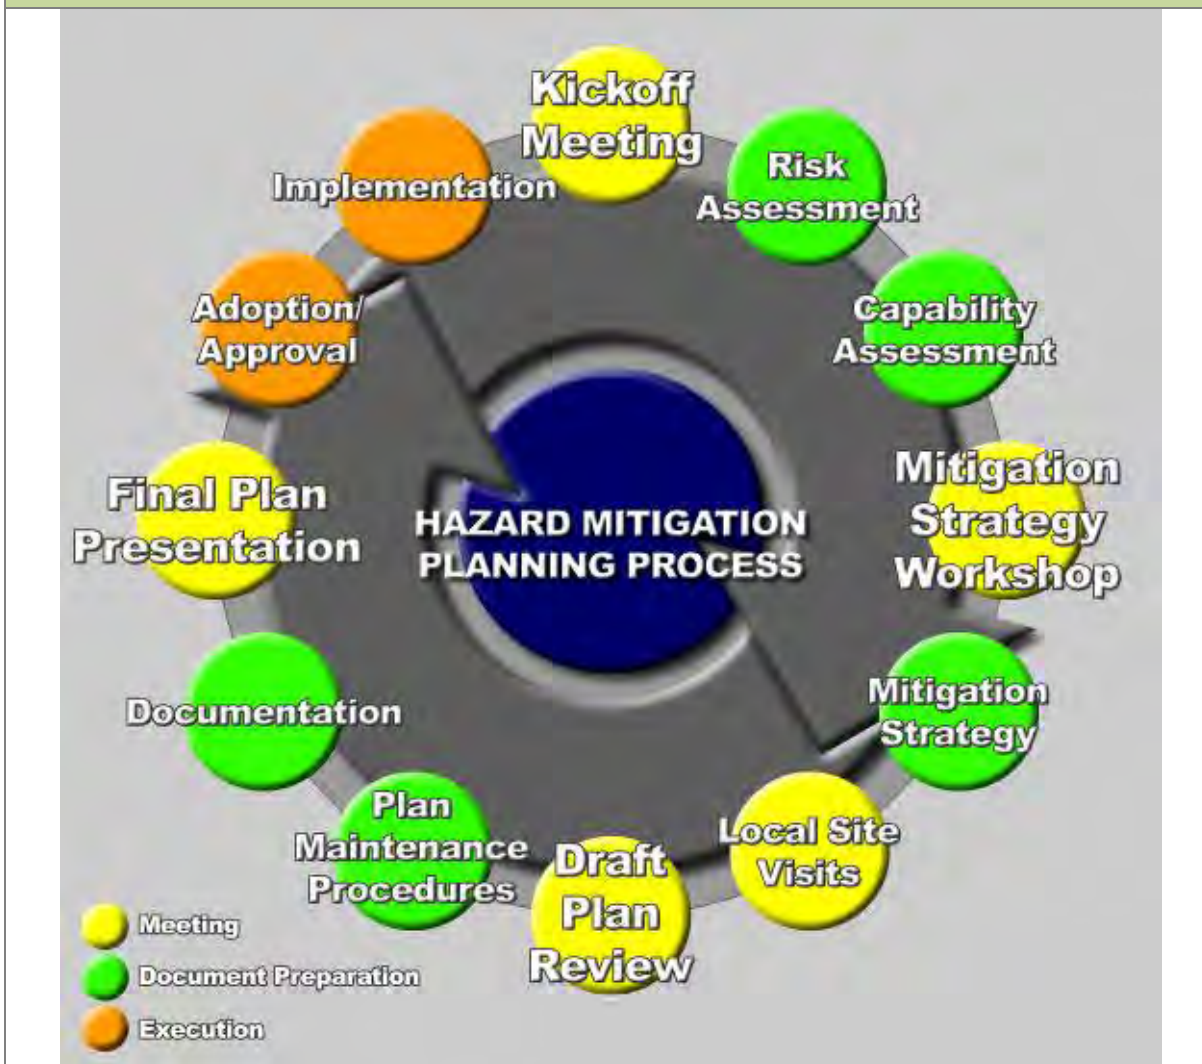 Kickoff
Meeting
Risk
Assessment
Capability
Assessment
Mitigation
Strategy
Workshop
Mitigation
Strategy
Local Site
Visits
Draft
Plan
Review
Plan
Maintenance
Procedures
Documentation
Final Plan
Presentation
Adoption/
Approval
Implementation
HAZARD MITIGATION
PLANNING PROCESS
Meeting
Document Preparation
Execution